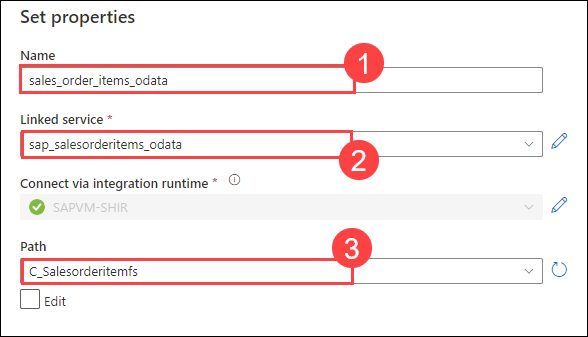 Set properties
Name
1
sales_order_items_odata
Linked service *
sap_salesorderitems_odata
2
Connect via integration runtime *
SAPVM-SHIR
Path
3
C_Salesorderitemfs
Edit